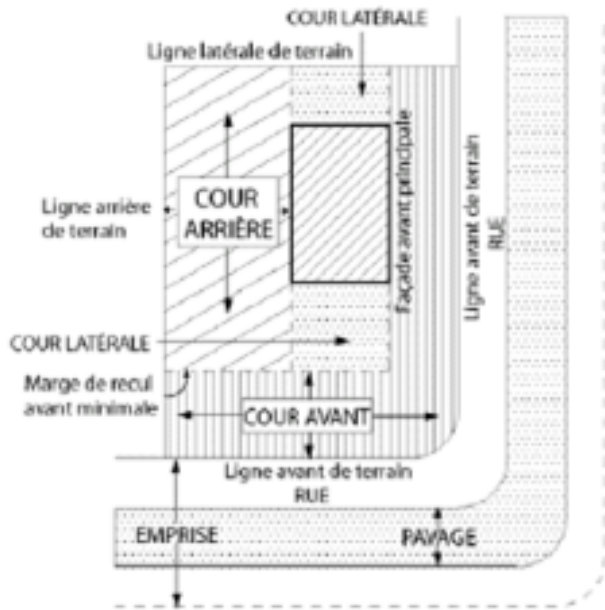 COUR LATÉRALE
Ligne latérale de terrain
Façade avant principale
Ligne avant de terrain
RUE
COUR
ARRIÈRE
Ligne arrière
de terrain
COUR LATÉRALE
Marge de recul
avant minimale
COUR AVANT
Ligne avant de terrain
RUE
EMPRISE
PAVAGE